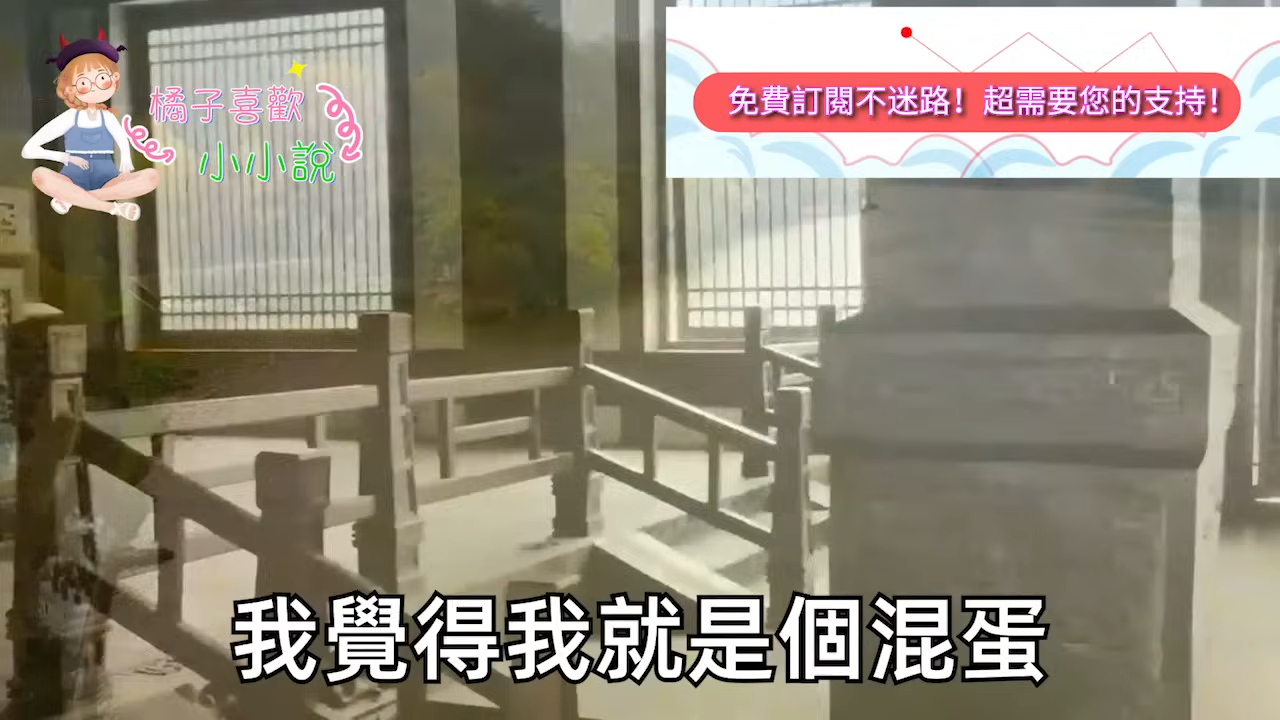 橘子喜歡
小小說
免費訂閱不迷路！超需要您的支持！
我覺得我就是個混蛋